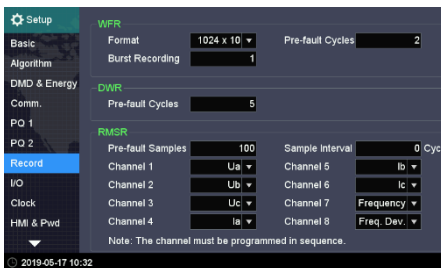 Setup
Basic
Algorithm
DMD & Energy
Comm.
PQ 1
PQ 2
Record
I/O
Clock
HMI & Pwd
WFR
Format 1024 x 10 Pre-fault Cycles 2
Burst Recording 1
DWR
Pre-fault Cycles 5
RMSR
Pre-fault Samples 100 Sample Interval 0 Cyc
Channel 1 Ua Channel 5 Ib
Channel 2 Ub Channel 6 Ic
Channel 3 Uc Channel 7 Frequency
Channel 4 Ia Channel 8 Freq. Dev.
Note: The channel must be programmed in sequence.
2019-05-17 10:32